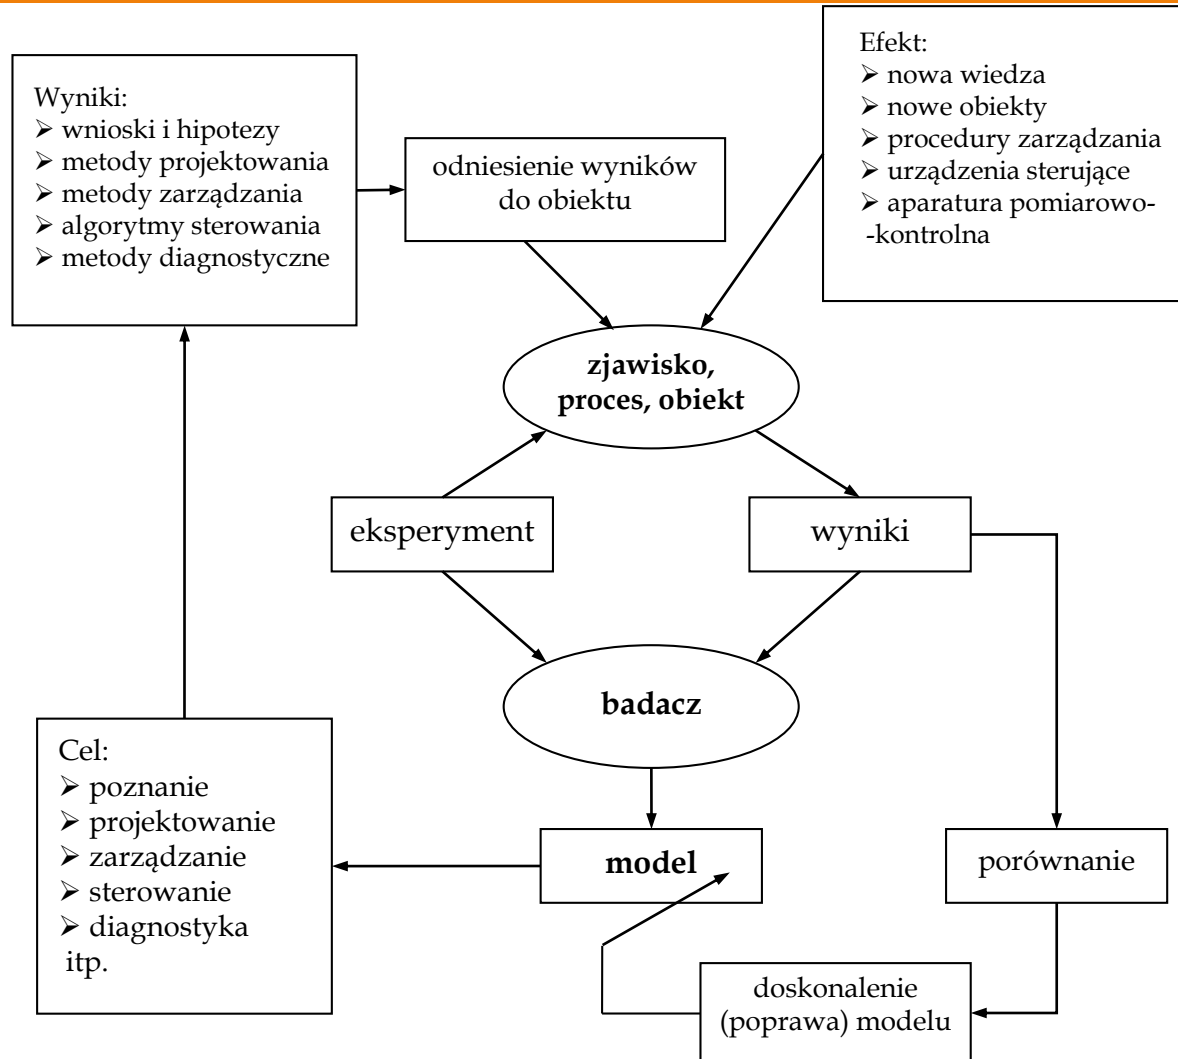 Wyniki:
➢ wnioski i hipotezy
➢ metody projektowania
➢ metody zarządzania
➢ algorytmy sterowania
➢ metody diagnostyczne
odniesienie wyników
do obiektu
Efekt:
➢ nowa wiedza
➢ nowe obiekty
➢ procedury zarządzania
➢ urządzenia sterujące
➢ aparatura pomiarowo-
-kontrolna
zjawisko,
proces, obiekt
eksperyment
wyniki
badacz
Cel:
➢ poznanie
➢ projektowanie
➢ zarządzanie
➢ sterowanie
➢ diagnostyka
itp.
model
porównanie
doskonalenie
(poprawa) modelu